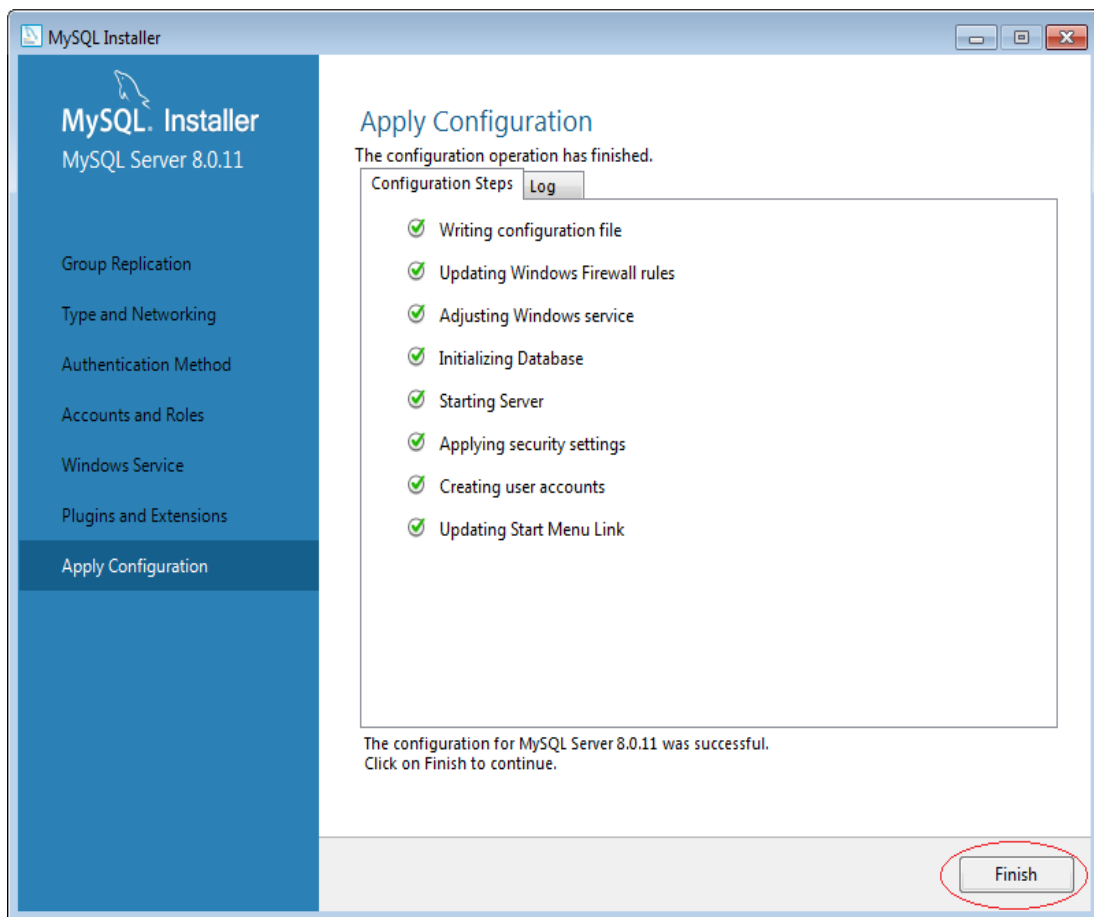 MySQL Installer
MySQL. Installer
MySQL Server 8.0.11
Group Replication
Type and Networking
Authentication Method
Accounts and Roles
Windows Service
Plugins and Extensions
Apply Configuration
Apply Configuration
The configuration operation has finished.
Configuration Steps Log
Writing configuration file
Updating Windows Firewall rules
Adjusting Windows service
Initializing Database
Starting Server
Applying security settings
Creating user accounts
Updating Start Menu Link
The configuration for MySQL Server 8.0.11 was successful.
Click on Finish to continue.
Finish